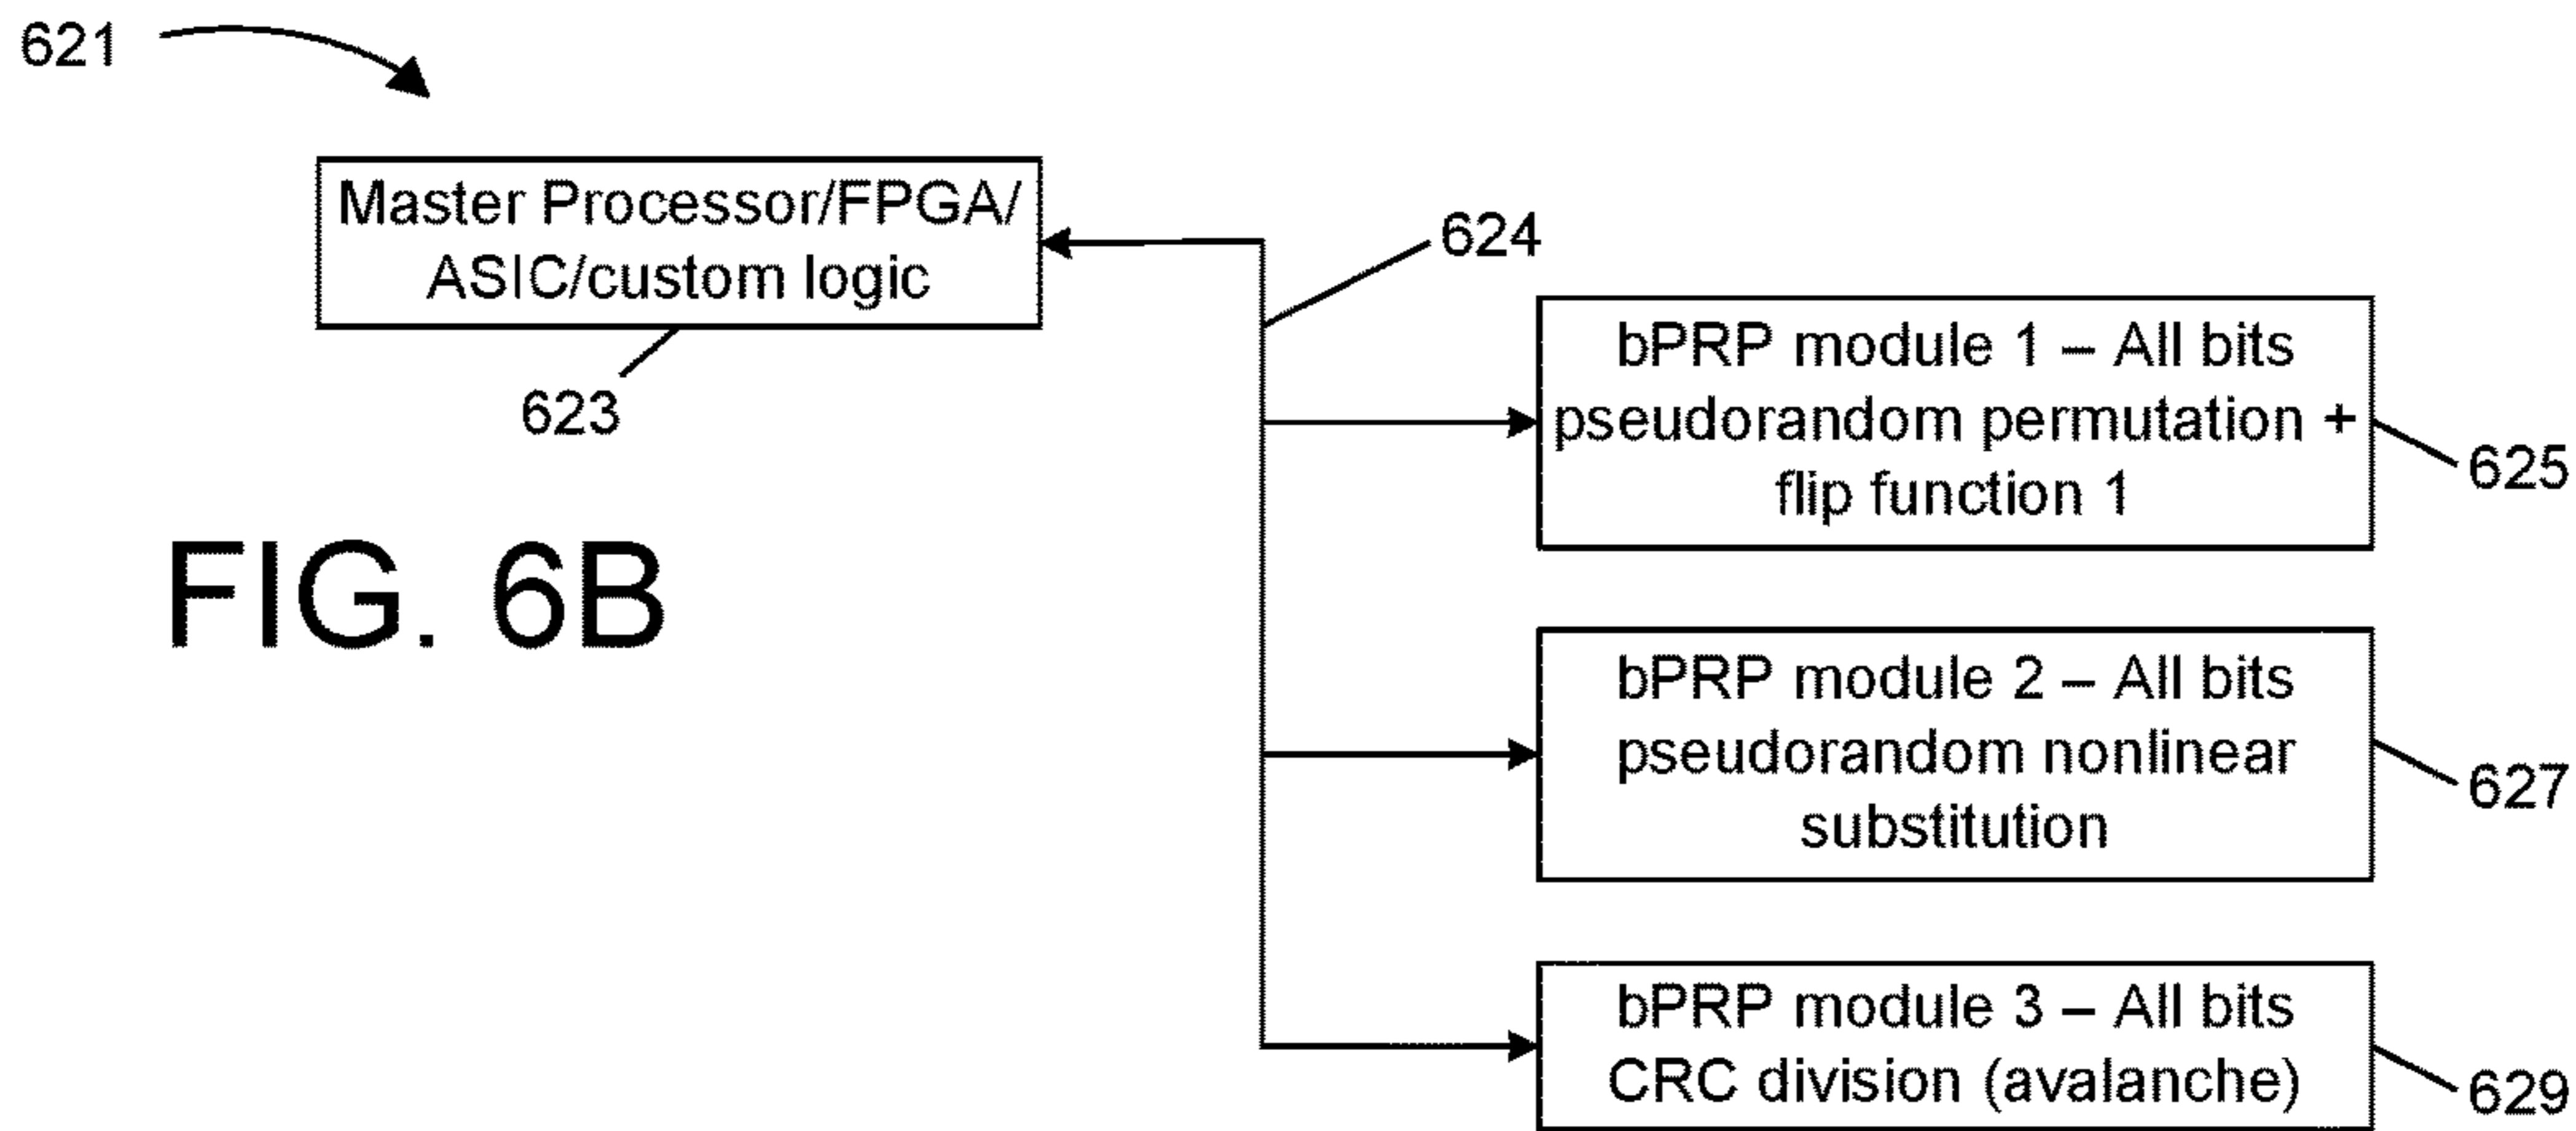 621
Master Processor/FPGA/
ASIC/custom logic
623
624
bPRP module 1 – All bits
pseudorandom permutation +
flip function 1
625
FIG. 6B
bPRP module 2 – All bits
pseudorandom nonlinear
substitution
627
bPRP module 3 – All bits
CRC division (avalanche)
629